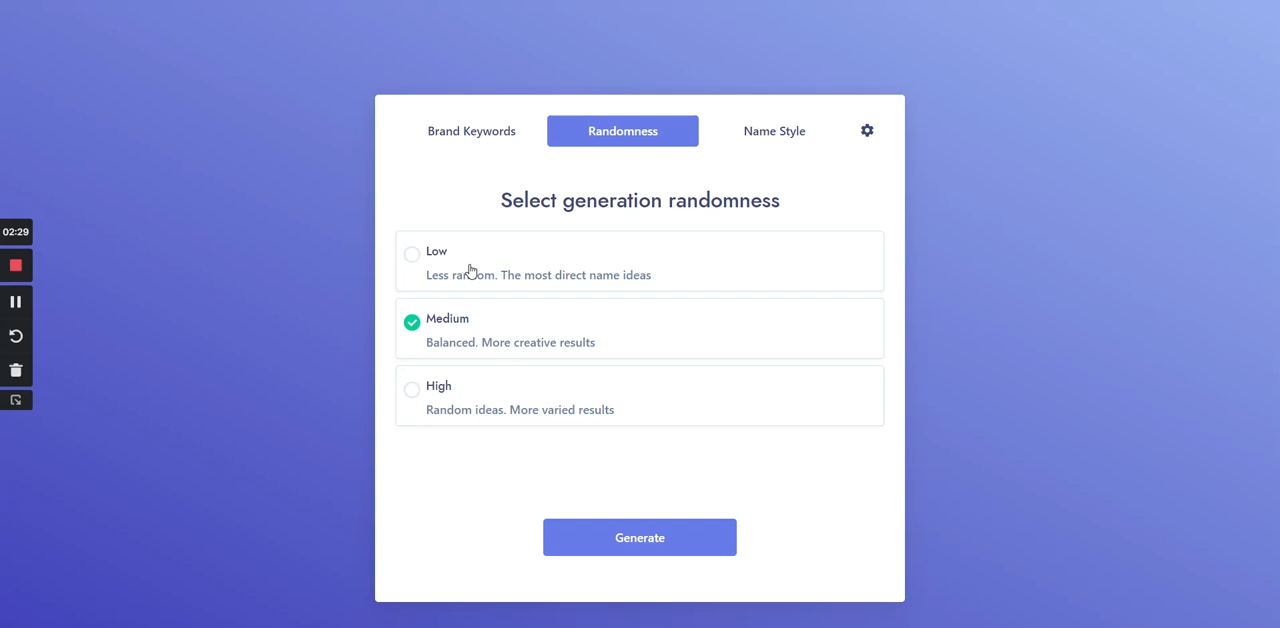 Brand Keywords
Randomness
Name Style
Select generation randomness
02:29
Low
Less random. The most direct name ideas
Medium
Balanced. More creative results
High
Random ideas. More varied results
Generate